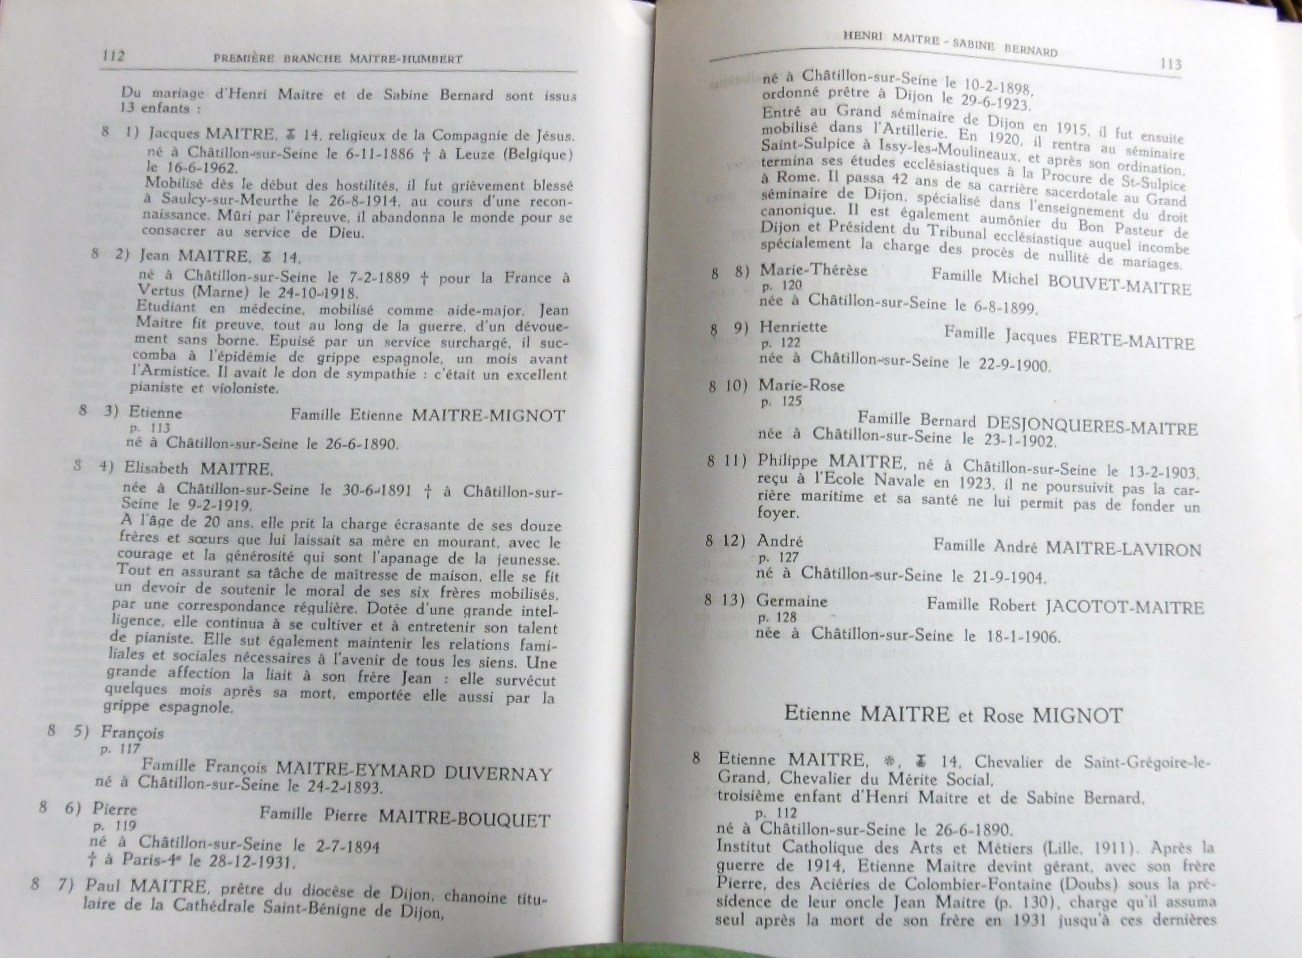 112
PREMIÈRE BRANCHE MAITRE-HUMBERT
Du mariage d'Henri Maitre et de Sabine Bernard sont issus
13 enfants :
8 1) Jacques MAITRE, 14, religieux de la Compagnie de Jésus,
né à Châtillon-sur-Seine le 6-11-1886 † à Leuze (Belgique)
le 16-6-1962.
Mobilisé dès le début des hostilités, il fut grièvement blessé
à Saulcy-sur-Meurthe le 26-8-1914, au cours d'une recon-
naissance. Mûri par l'épreuve, il abandonna le monde pour se
consacrer au service de Dieu.
8 2) Jean MAITRE, 14,
né à Châtillon-sur-Seine le 7-2-1889 † pour la France à
Vertus (Marne) le 24-10-1918.
Etudiant en médecine, mobilisé comme aide-major, Jean
Maitre fit preuve, tout au long de la guerre, d'un dévoue-
ment sans borne. Epuisé par un service surchargé, il suc-
comba à l'épidémie de grippe espagnole, un mois avant
l'Armistice. Il avait le don de sympathie : c'était un excellent
pianiste et violoniste.
8 3) Etienne Famille Etienne MAITRE-MIGNOT
p. 113
né à Châtillon-sur-Seine le 26-6-1890.
8 4) Elisabeth MAITRE,
née à Châtillon-sur-Seine le 30-6-1891 † à Châtillon-sur-
Seine le 9-2-1919.
A l'âge de 20 ans, elle prit la charge écrasante de ses douze
frères et sœurs que lui laissait sa mère en mourant, avec le
courage et la générosité qui sont l'apanage de la jeunesse.
Tout en assurant sa tâche de maîtresse de maison, elle se fit
un devoir de soutenir le moral de ses six frères mobilisés,
par une correspondance régulière. Dotée d'une grande intel-
ligence, elle continua à se cultiver et à entretenir son talent
de pianiste. Elle sut également maintenir les relations fami-
liales et sociales nécessaires à l'avenir de tous les siens. Une
grande affection la liait à son frère Jean : elle survécut
quelques mois après sa mort, emportée elle aussi par la
grippe espagnole.
8 5) François
p. 117
Famille François MAITRE-EYMARD DUVERNAY
né à Châtillon-sur-Seine le 24-2-1893.
8 6) Pierre Famille Pierre MAITRE-BOUQUET
p. 119
né à Châtillon-sur-Seine le 2-7-1894
† à Paris-4e le 28-12-1931.
8 7) Paul MAITRE, prêtre du diocèse de Dijon, chanoine titu-
laire de la Cathédrale Saint-Bénigne de Dijon,
HENRI MAITRE - SABINE BERNARD
113
né à Châtillon-sur-Seine le 10-2-1898,
ordonné prêtre à Dijon le 29-6-1923.
Entré au Grand séminaire de Dijon en 1915, il fut ensuite
mobilisé dans l'Artillerie. En 1920, il rentra au séminaire
Saint-Sulpice à Issy-les-Moulineaux, et après son ordination,
termina ses études ecclésiastiques à la Procure de St-Sulpice
à Rome. Il passa 42 ans de sa carrière sacerdotale au Grand
séminaire de Dijon, spécialisé dans l'enseignement du droit
canonique. Il est également aumônier du Bon Pasteur de
Dijon et Président du Tribunal ecclésiastique auquel incombe
spécialement la charge des procès de nullité de mariages.
8 8) Marie-Thérèse Famille Michel BOUVET-MAITRE
p. 120
née à Châtillon-sur-Seine le 6-8-1899.
8 9) Henriette Famille Jacques FERTE-MAITRE
p. 122
née à Châtillon-sur-Seine le 22-9-1900.
8 10) Marie-Rose
p. 125
Famille Bernard DESJONQUERES-MAITRE
née à Châtillon-sur-Seine le 23-1-1902.
8 11) Philippe MAITRE, né à Châtillon-sur-Seine le 13-2-1903,
reçu à l'Ecole Navale en 1923, il ne poursuivit pas la car-
rière maritime et sa santé ne lui permit pas de fonder un
foyer.
8 12) André Famille André MAITRE-LAVIRON
p. 127
né à Châtillon-sur-Seine le 21-9-1904.
8 13) Germaine Famille Robert JACOTOT-MAITRE
p. 128
née à Châtillon-sur-Seine le 18-1-1906.
Etienne MAITRE et Rose MIGNOT
8 Etienne MAITRE, 14, Chevalier de Saint-Grégoire-le-
Grand, Chevalier du Mérite Social,
troisième enfant d'Henri Maitre et de Sabine Bernard,
p. 112
né à Châtillon-sur-Seine le 26-6-1890.
Institut Catholique des Arts et Métiers (Lille, 1911). Après la
guerre de 1914, Etienne Maitre devint gérant, avec son frère
Pierre, des Aciéries de Colombier-Fontaine (Doubs) sous la pré-
sidence de leur oncle Jean Maitre (p. 130), charge qu'il assuma
seul après la mort de son frère en 1931 jusqu'à ces dernières